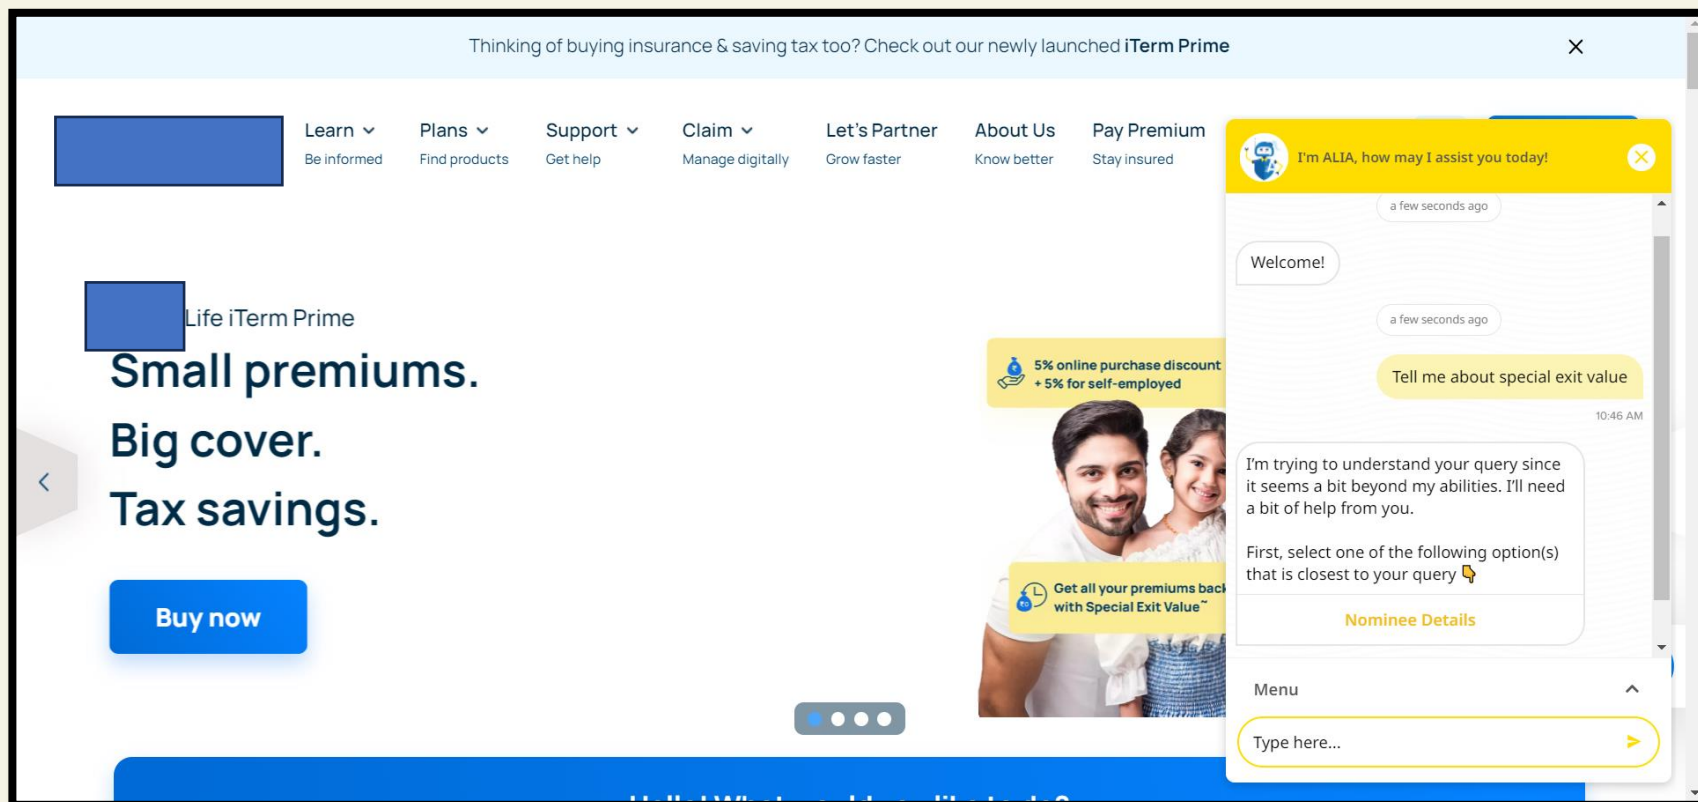 Thinking of buying insurance & saving tax too? Check out our newly launched iTerm Prime
Learn
Be informed
Plans
Find products
Support
Get help
Claim
Manage digitally
Let's Partner
Grow faster
About Us
Know better
Pay Premium
Stay insured
Life iTerm Prime
Small premiums.
Big cover.
Tax savings.
Buy now
5% online purchase discount
+ 5% for self-employed
Get all your premiums back
with Special Exit Value~
I'm ALIA, how may I assist you today!
a few seconds ago
Welcome!
a few seconds ago
Tell me about special exit value
10:46 AM
I'm trying to understand your query since
it seems a bit beyond my abilities. I'll need
a bit of help from you.
First, select one of the following option(s)
that is closest to your query 👇
Nominee Details
Menu
Type here...